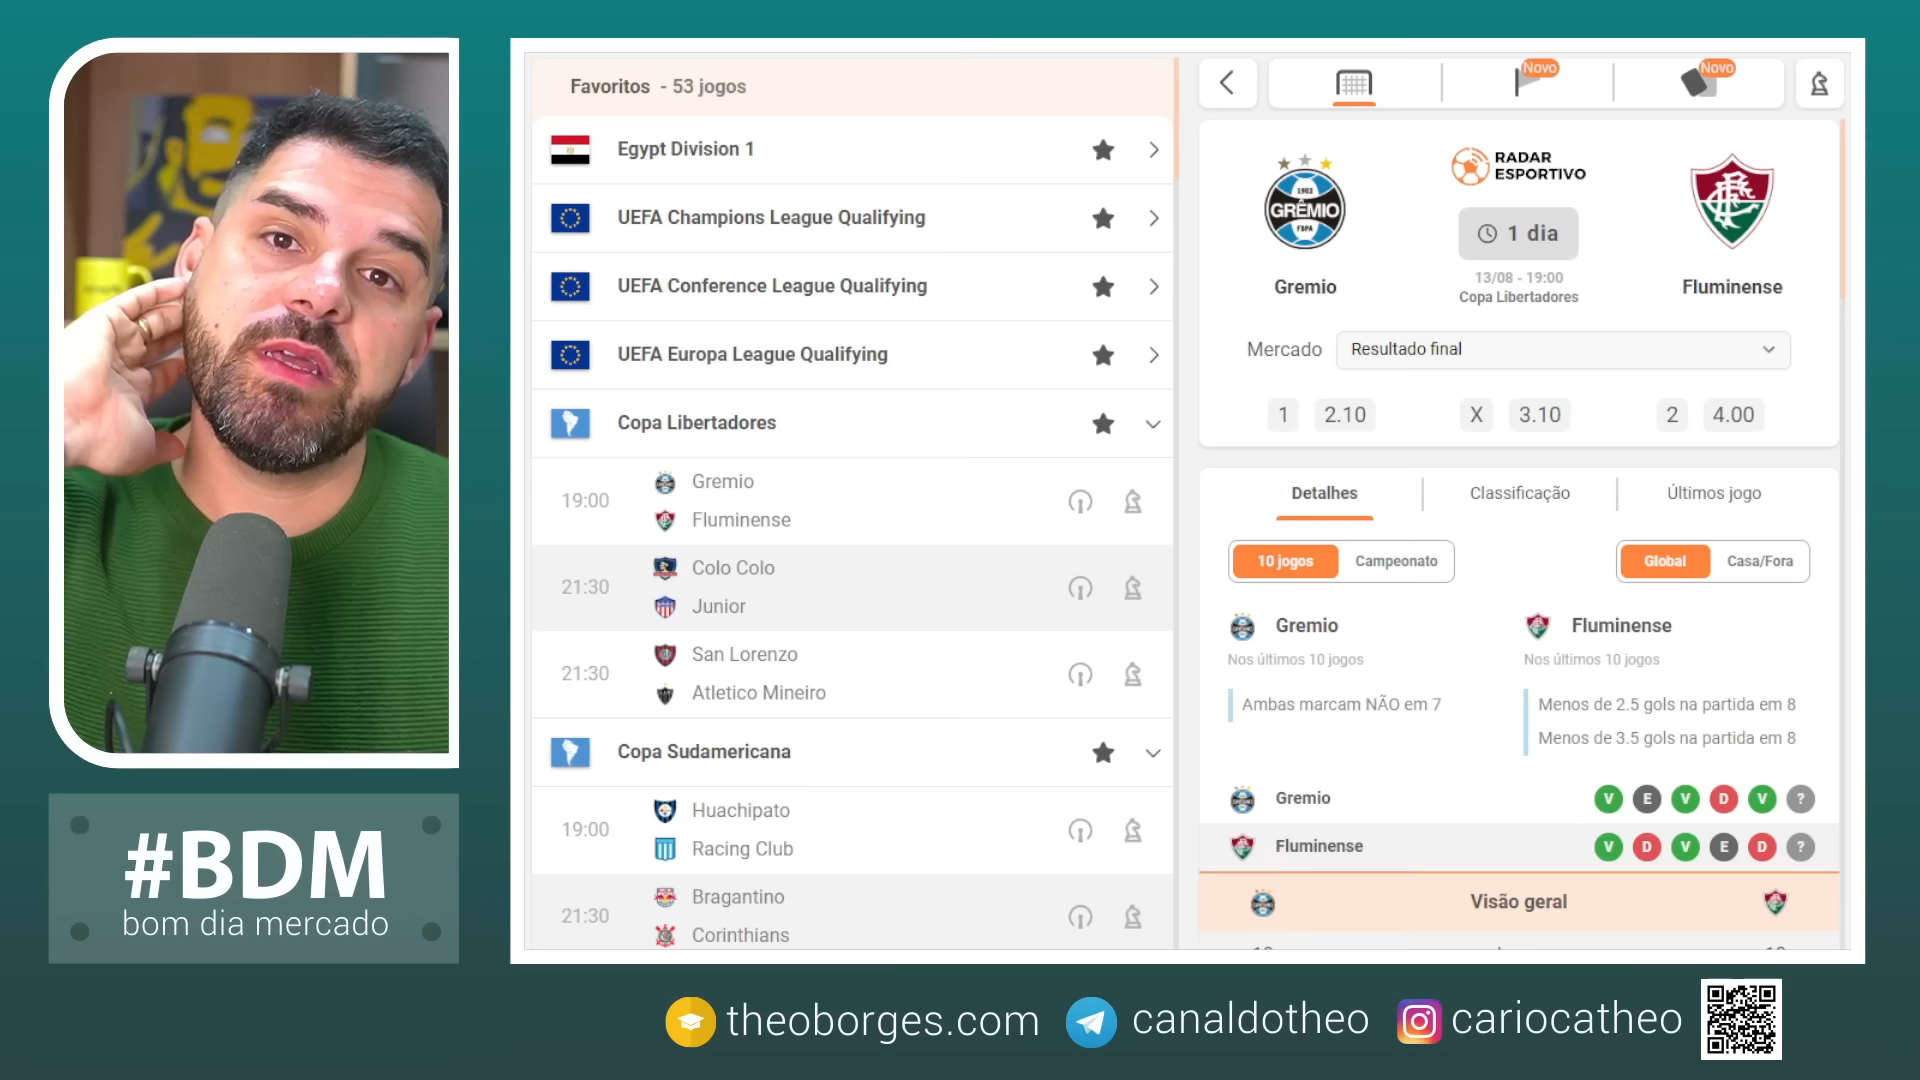 #BDM
bom dia mercado
Favoritos - 53 jogos
Egypt Division 1
UEFA Champions League Qualifying
UEFA Conference League Qualifying
UEFA Europa League Qualifying
Copa Libertadores
19:00
Gremio
Fluminense
21:30
Colo Colo
Junior
21:30
San Lorenzo
Atletico Mineiro
Copa Sudamericana
19:00
Huachipato
Racing Club
21:30
Bragantino
Corinthians
Novo
Novo
1903
GRÊMIO
FBPA
RADAR
ESPORTIVO
1 dia
13/08 - 19:00
Copa Libertadores
Gremio
Fluminense
Mercado
Resultado final
1 2.10 X 3.10 2 4.00
Detalhes Classificação Últimos jogo
10 jogos Campeonato Global Casa/Fora
Gremio
Nos últimos 10 jogos
Ambas marcam NÃO em 7
Fluminense
Nos últimos 10 jogos
Menos de 2.5 gols na partida em 8
Menos de 3.5 gols na partida em 8
Gremio V E V D V ?
Fluminense V D V E D ?
Visão geral
theoborges.com canaldotheo cariocatheo